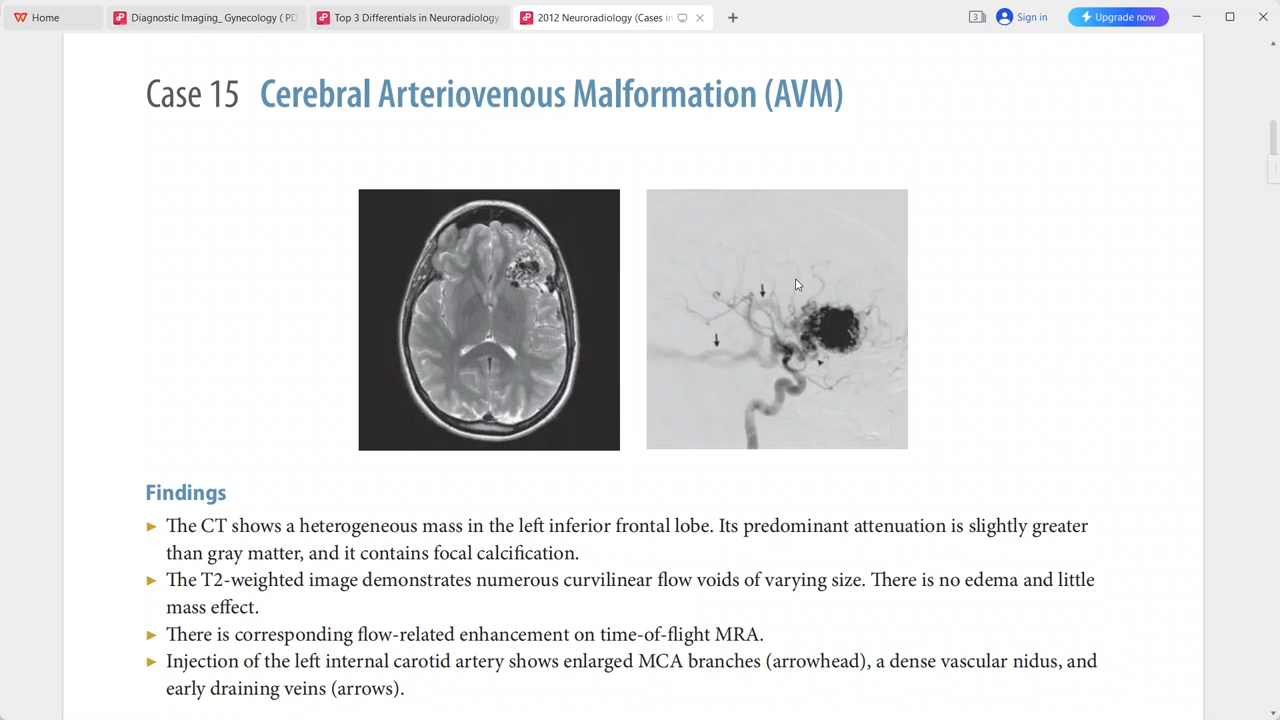 Home
Diagnostic Imaging_ Gynecology ( PD
Top 3 Differentials in Neuroradiology
2012 Neuroradiology (Cases in
3
Sign in
Upgrade now
Case 15 Cerebral Arteriovenous Malformation (AVM)
Findings
► The CT shows a heterogeneous mass in the left inferior frontal lobe. Its predominant attenuation is slightly greater
than gray matter, and it contains focal calcification.
► The T2-weighted image demonstrates numerous curvilinear flow voids of varying size. There is no edema and little
mass effect.
► There is corresponding flow-related enhancement on time-of-flight MRA.
► Injection of the left internal carotid artery shows enlarged MCA branches (arrowhead), a dense vascular nidus, and
early draining veins (arrows).